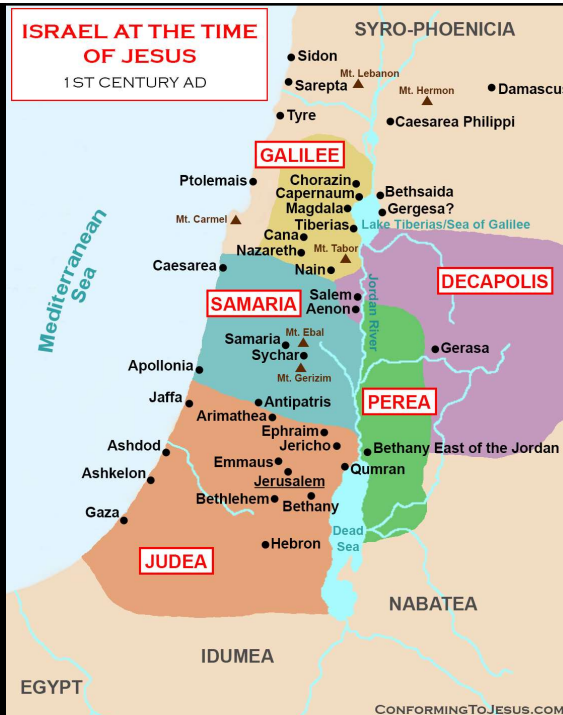 ISRAEL AT THE TIME
OF JESUS
1ST CENTURY AD
SYRO-PHOENICIA
Sidon
Mt. Lebanon
Sarepta
Mt. Hermon
Damascus
Tyre
Caesarea Philippi
GALILEE
Ptolemais
Chorazin
Capernaum
Bethsaida
Magdala
Gergesa?
Mt. Carmel
Tiberias
Lake Tiberias/Sea of Galilee
Cana
Nazareth
Mt. Tabor
Mediterranean
Sea
Caesarea
Nain
DECAPOLIS
SAMARIA
Salem
Aenon
Jordan River
Samaria
Mt. Ebal
Sychar
Gerasa
Mt. Gerizim
Apollonia
PEREA
Jaffa
Antipatris
Arimathea
Ephraim
Jericho
Bethany East of the Jordan
Ashdod
Emmaus
Qumran
Ashkelon
Jerusalem
Bethlehem
Bethany
Gaza
Dead
Sea
Hebron
JUDEA
NABATEA
IDUMEA
EGYPT
CONFORMINGTOJESUS.COM